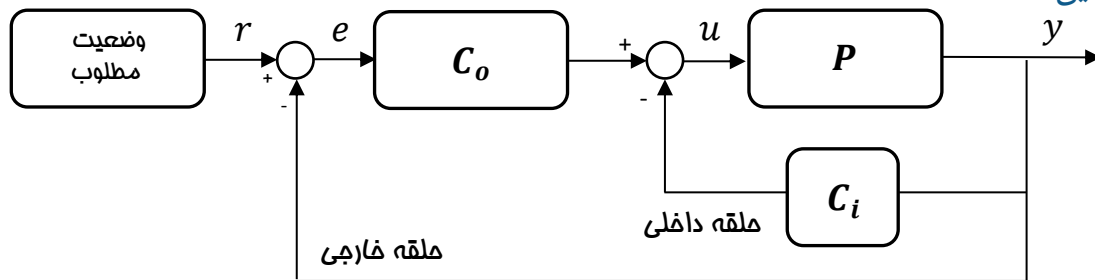 وضعیت
مطلوب
r
+
-
e
C_o
+
-
u
P
y
C_i
حلقه داخلی
حلقه خارجی